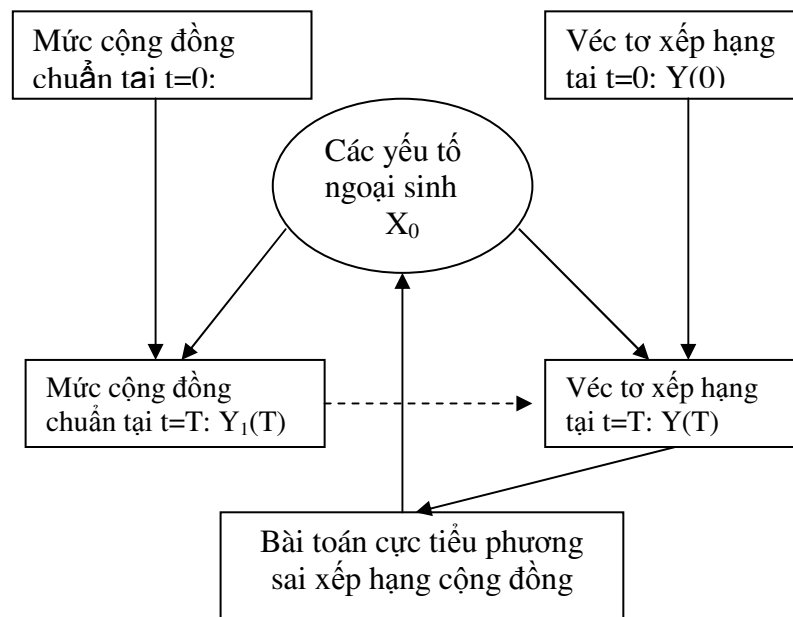 Mức cộng đồng
chuẩn tại t=0:
Véc tơ xếp hạng
tại t=0: Y(0)
Các yếu tố
ngoại sinh
X₀
Mức cộng đồng
chuẩn tại t=T: Y₁(T)
Véc tơ xếp hạng
tại t=T: Y(T)
Bài toán cực tiểu phương
sai xếp hạng cộng đồng